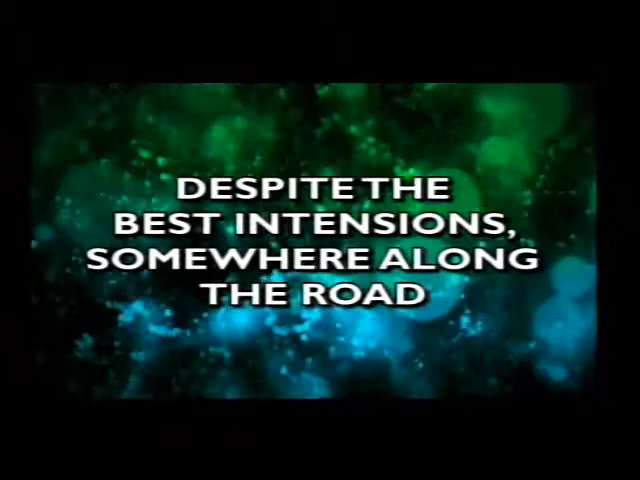 DESPITE THE
BEST INTENSIONS,
SOMEWHERE ALONG
THE ROAD